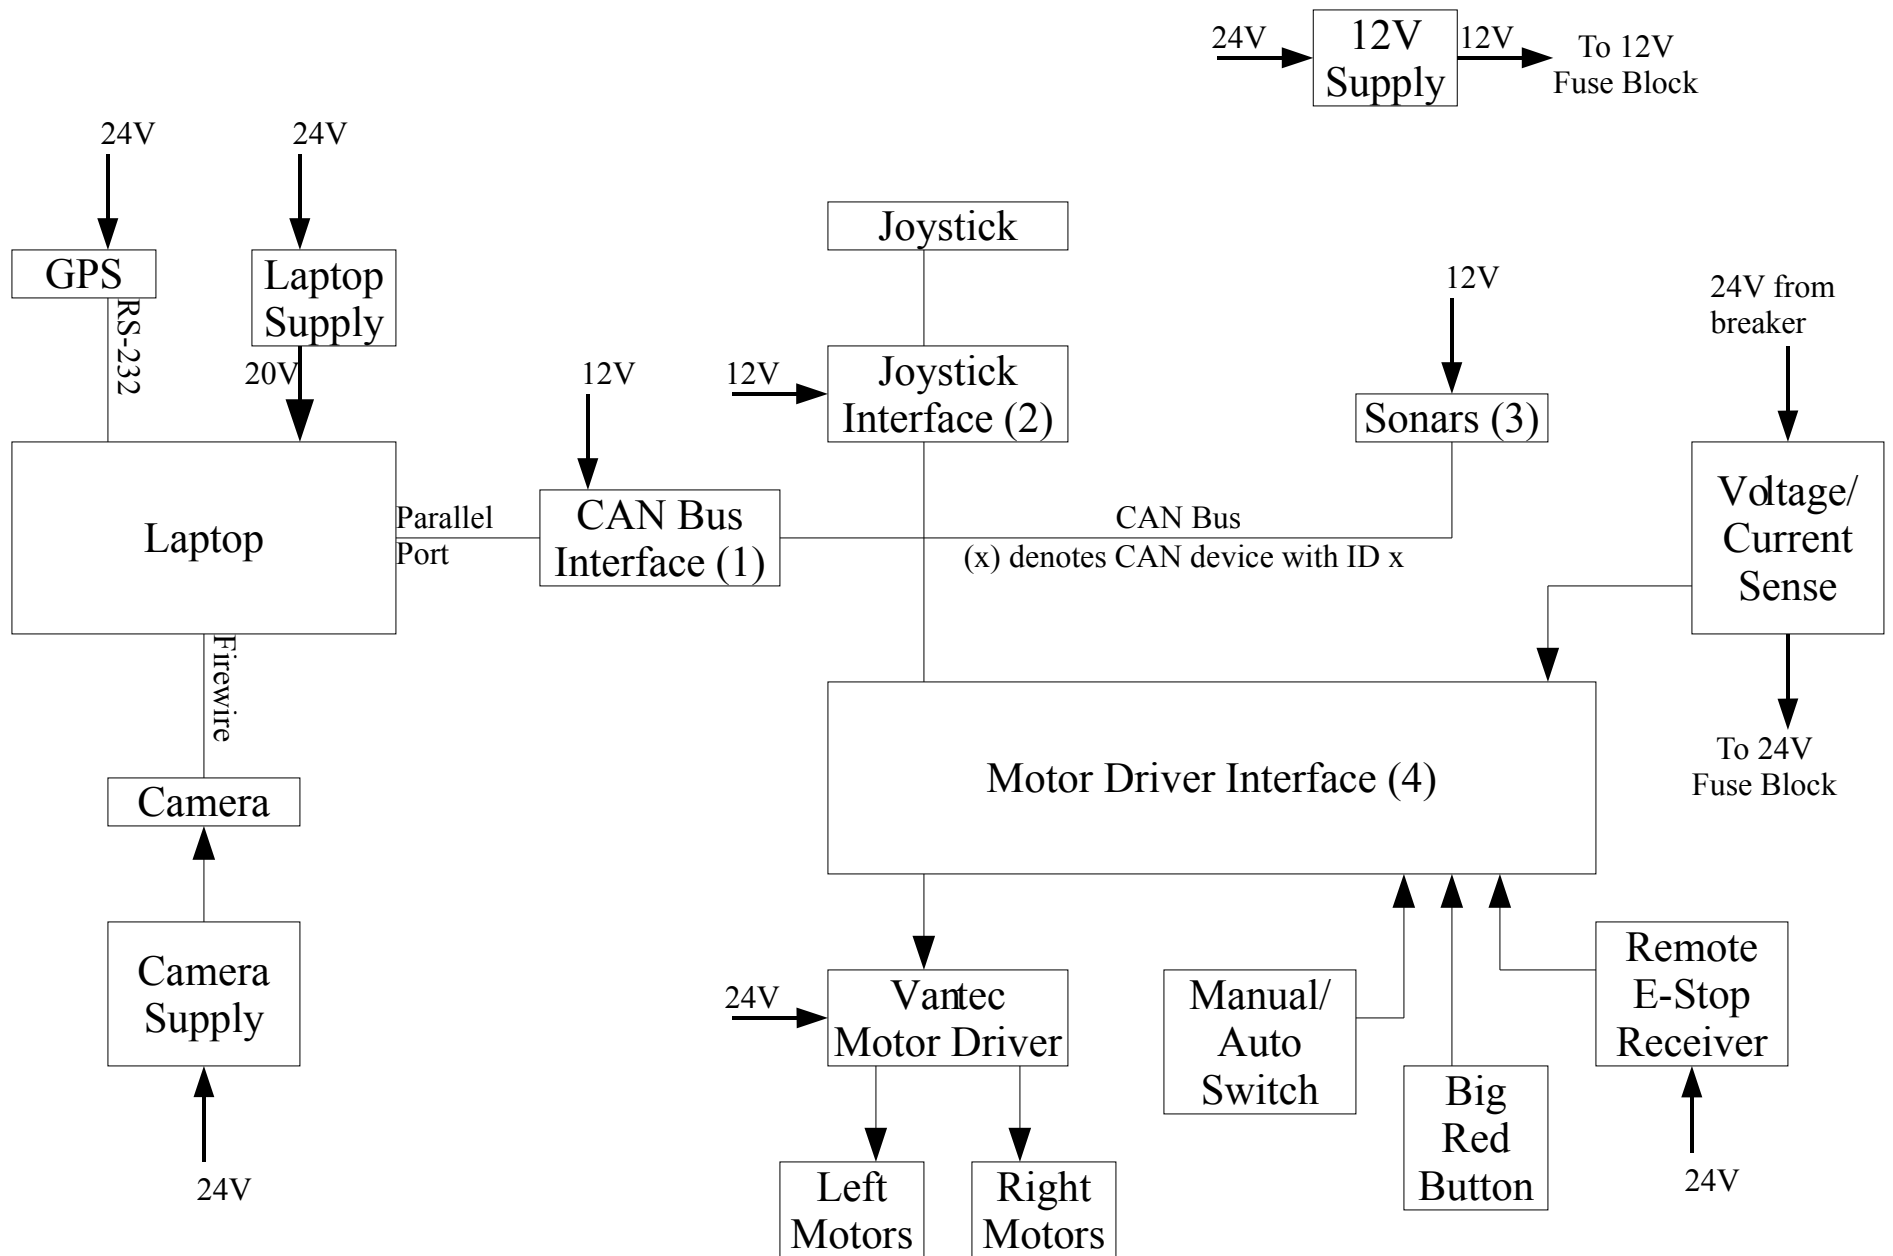 24V
12V
Supply
12V
To 12V
Fuse Block
24V
24V
GPS
RS-232
Laptop
Supply
20V
Joystick
12V
Joystick
Interface (2)
12V
Sonars (3)
24V from
breaker
Voltage/
Current
Sense
To 24V
Fuse Block
Laptop
Parallel
Port
12V
CAN Bus
Interface (1)
CAN Bus
(x) denotes CAN device with ID x
Firewire
Camera
Camera
Supply
24V
Motor Driver Interface (4)
24V
Vantec
Motor Driver
Left
Motors
Right
Motors
Manual/
Auto
Switch
Big
Red
Button
Remote
E-Stop
Receiver
24V